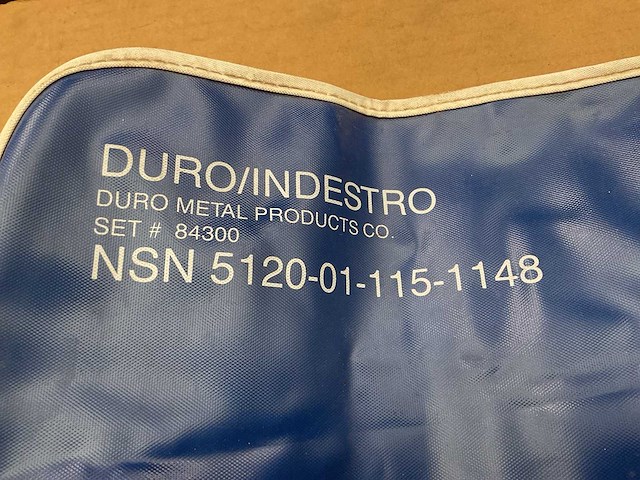 DURO/INDESTRO
DURO METAL PRODUCTS CO.
SET # 84300
NSN 5120-01-115-1148